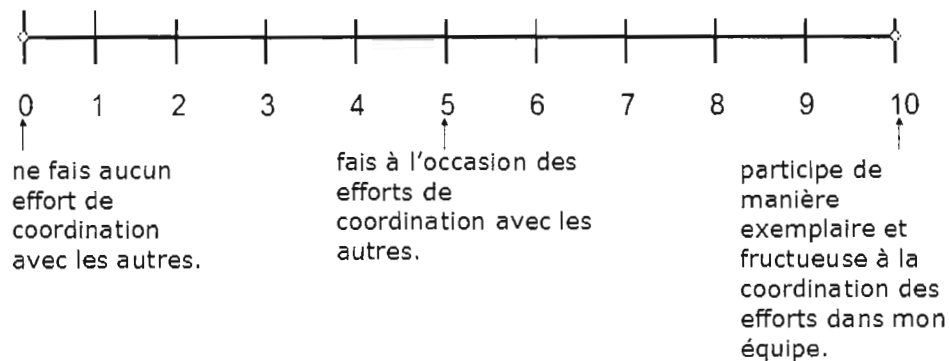 0 1 2 3 4 5 6 7 8 9 10
ne fais aucun
effort de
coordination
avec les autres.
fais à l'occasion des
efforts de
coordination avec les
autres.
participe de
manière
exemplaire et
fructueuse à la
coordination des
efforts dans mon
équipe.